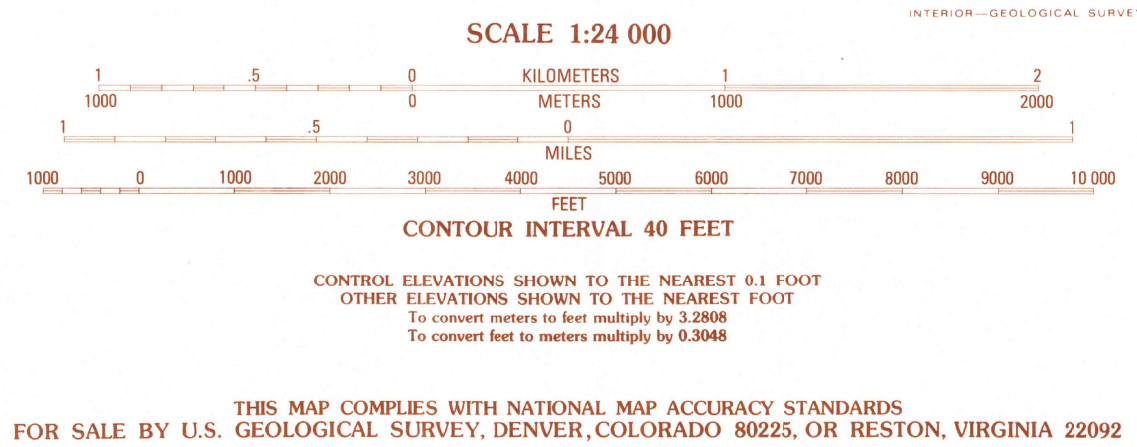 INTERIOR—GEOLOGICAL SURVEY
SCALE 1:24 000
1 .5 0 KILOMETERS 1 2
1000 0 METERS 1000 2000
1 .5 0 1
MILES
1000 0 1000 2000 3000 4000 5000 6000 7000 8000 9000 10 000
FEET
CONTOUR INTERVAL 40 FEET
CONTROL ELEVATIONS SHOWN TO THE NEAREST 0.1 FOOT
OTHER ELEVATIONS SHOWN TO THE NEAREST FOOT
To convert meters to feet multiply by 3.2808
To convert feet to meters multiply by 0.3048
THIS MAP COMPLIES WITH NATIONAL MAP ACCURACY STANDARDS
FOR SALE BY U.S. GEOLOGICAL SURVEY, DENVER, COLORADO 80225, OR RESTON, VIRGINIA 22092